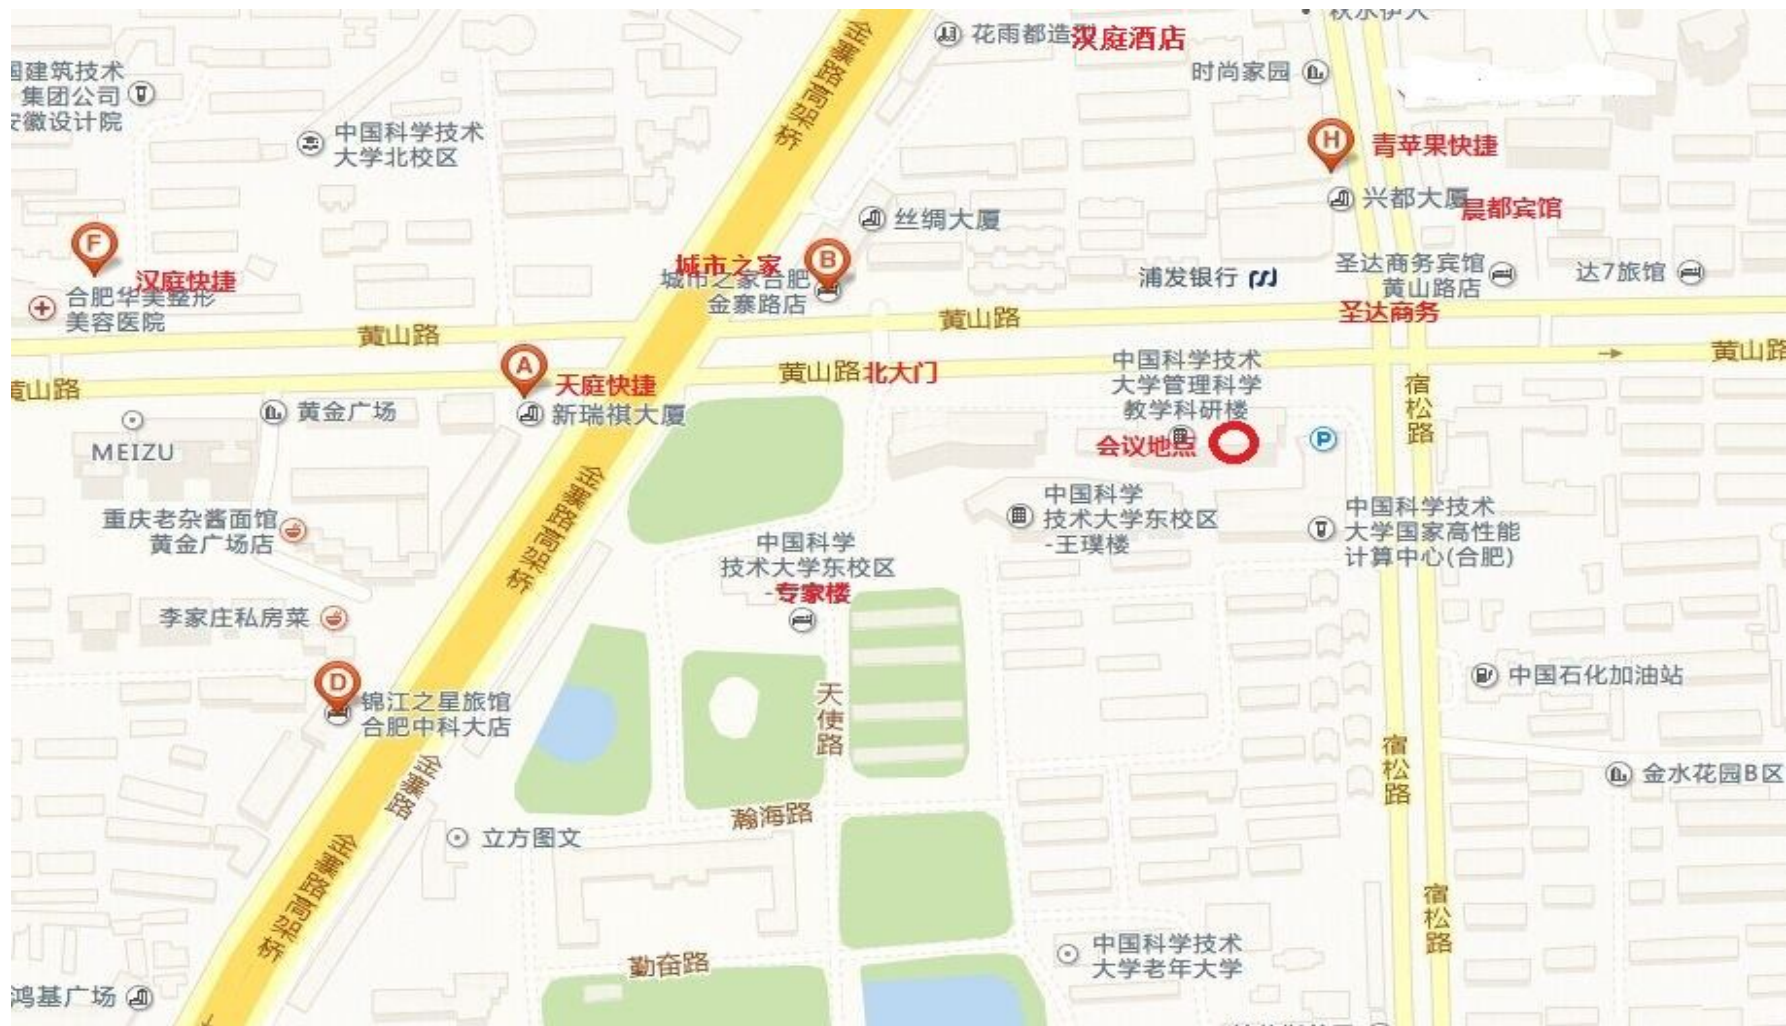 花雨都造型
汉庭酒店
时尚家园
国建筑技术
集团公司
安徽设计院
中国科学技术
大学北校区
金寨路高架桥
H
青苹果快捷
兴都大厦
晨都宾馆
丝绸大厦
F
汉庭快捷
合肥华美整形
美容医院
城市之家
B
城市之家合肥
金寨路店
浦发银行
圣达商务宾馆
黄山路店
达7旅馆
圣达商务
黄山路
黄山路
黄山路
黄山路
黄山路
北大门
A
天庭快捷
新瑞祺大厦
黄金广场
MEIZU
中国科学技术
大学管理科学
教学科研楼
会议地点
P
宿松路
重庆老杂酱面馆
黄金广场店
金寨路高架桥
中国科学
技术大学东校区
-王璞楼
中国科学技术
大学国家高性能
计算中心(合肥)
中国科学
技术大学东校区
-专家楼
李家庄私房菜
D
锦江之星旅馆
合肥中科大店
天使路
中国石化加油站
宿松路
金水花园B区
金寨路
瀚海路
立方图文
金寨路高架桥
宿松路
勤奋路
中国科学技术
大学老年大学
鸿基广场